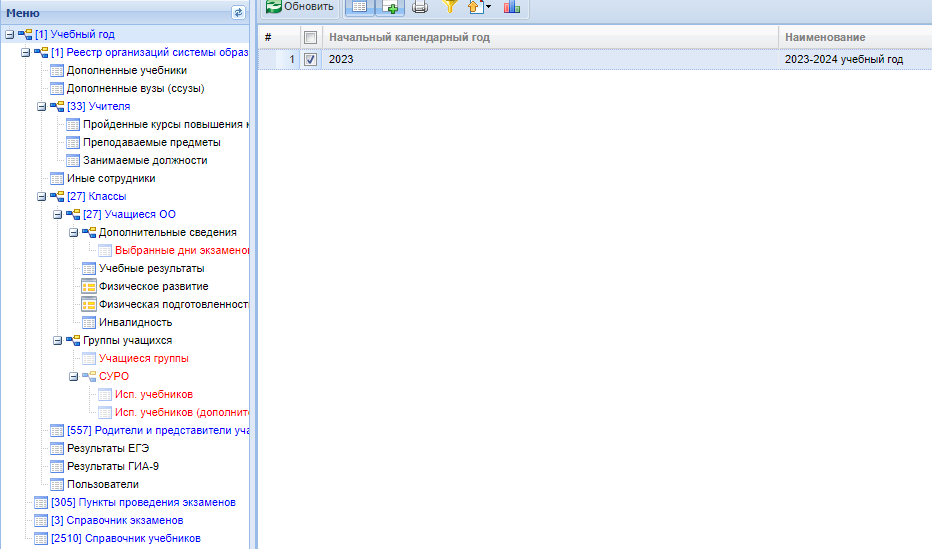 Меню
Обновить
[1] Учебный год
[1] Реестр организаций системы образ
Дополненные учебники
Дополненные вузы (ссузы)
[33] Учителя
Пройденные курсы повышения к
Преподаваемые предметы
Занимаемые должности
Иные сотрудники
[27] Классы
[27] Учащиеся ОО
Дополнительные сведения
Выбранные дни экзаменов
Учебные результаты
Физическое развитие
Физическая подготовленност
Инвалидность
Группы учащихся
Учащиеся группы
СУРО
Исп. учебников
Исп. учебников (дополнит
[557] Родители и представители уча
Результаты ЕГЭ
Результаты ГИА-9
Пользователи
[305] Пункты проведения экзаменов
[3] Справочник экзаменов
[2510] Справочник учебников
# Начальный календарный год Наименование
1 2023 2023-2024 учебный год